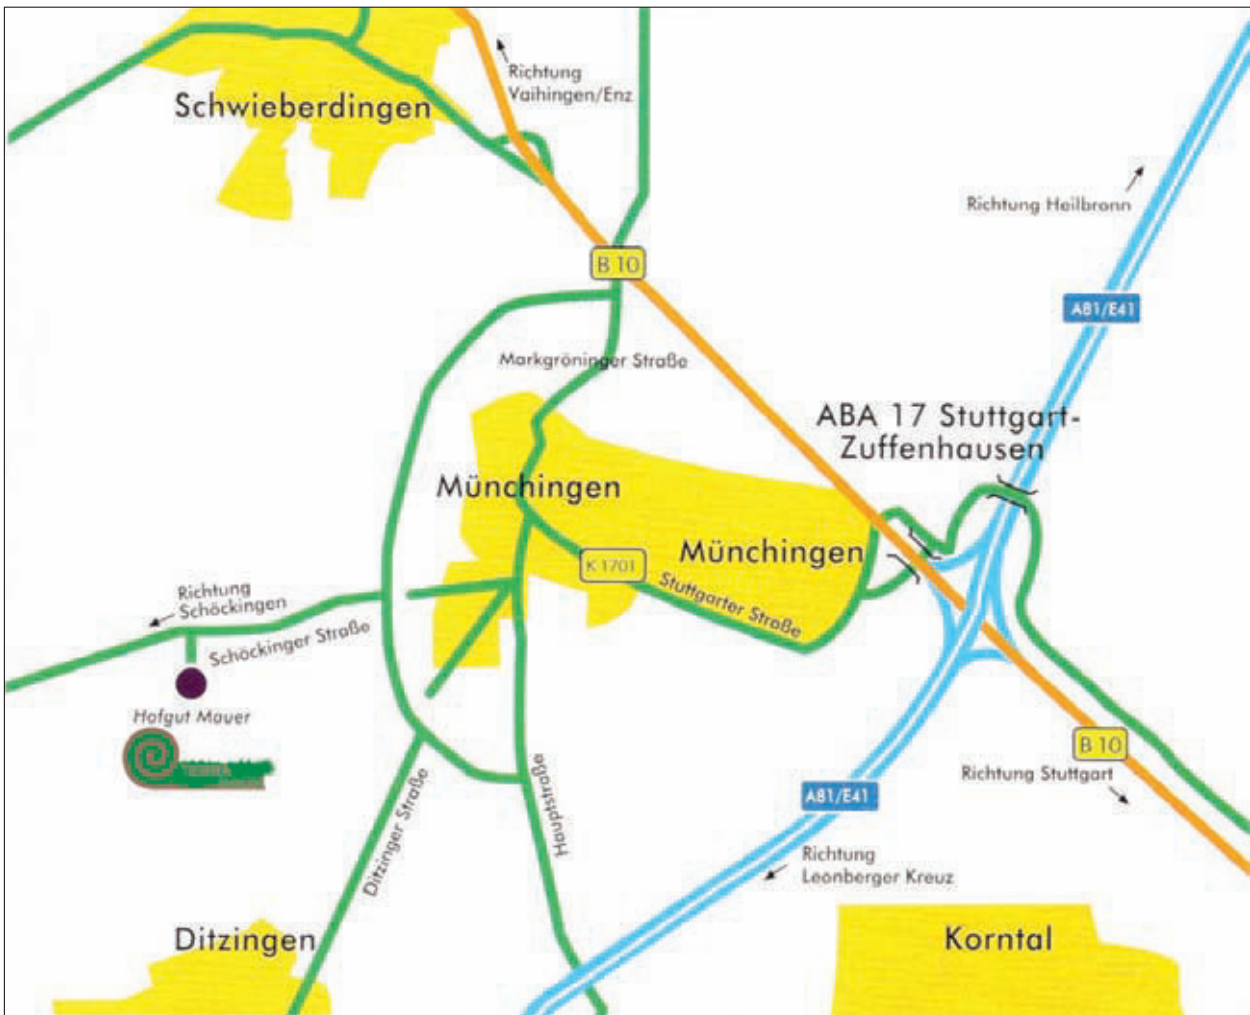 Richtung
Vaihingen/Enz
Schwieberdingen
Richtung Heilbronn
B 10
A81/E41
Markgröninger Straße
ABA 17 Stuttgart-
Zuffenhausen
Münchingen
Münchingen
K 1701
Stuttgarter Straße
Richtung
Schöckingen
Schöckinger Straße
Hofgut Mauer
B 10
Richtung Stuttgart
A81/E41
Ditzinger Straße
Hauptstraße
Richtung
Leonberger Kreuz
Ditzingen
Korntal